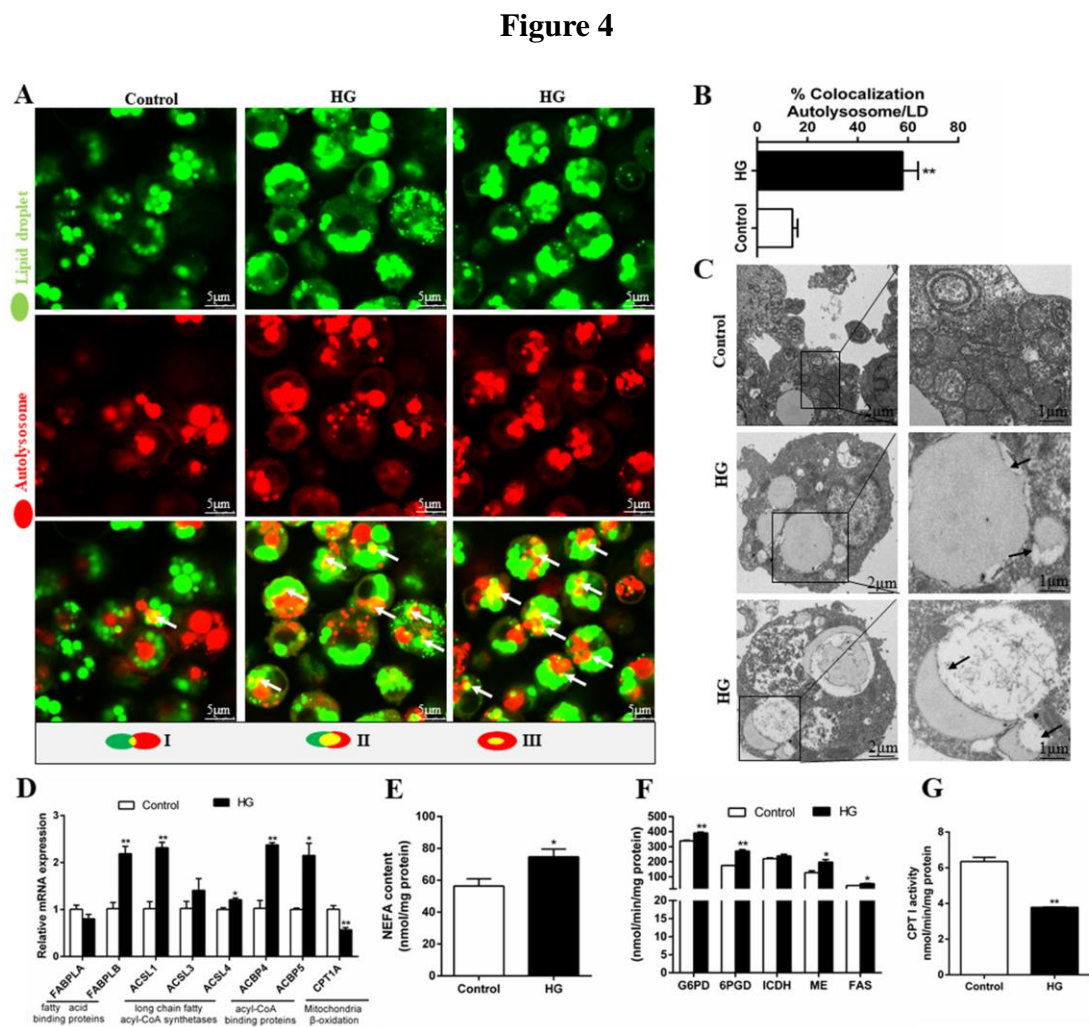 Figure 4
A
Control
HG
HG
Lipid droplet
5μm
5μm
5μm
Autolysosome
5μm
5μm
5μm
5μm
5μm
5μm
I
II
III
B
% Colocalization
Autolysosome/LD
0 20 40 60 80
HG
**
Control
C
Control
2μm
1μm
HG
2μm
1μm
HG
2μm
1μm
D
Control
HG
Relative mRNA expression
3
2
1
0
** ** * ** * **
FABPLA
FABPLB
ACSL1
ACSL3
ACSL4
ACBP4
ACBP5
CPT1A
fatty acid
binding proteins
long chain fatty
acyl-CoA synthetases
acyl-CoA
binding proteins
Mitochondria
β-oxidation
E
NEFA content
(nmol/mg protein)
100
80
60
40
20
0
*
Control
HG
F
Control
HG
(nmol/min/mg protein)
500
400
300
200
100
20
10
0
** ** * *
G6PD 6PGD ICDH ME FAS
G
CPT I activity
nmol/min/mg protein
8
6
4
2
0
**
Control
HG